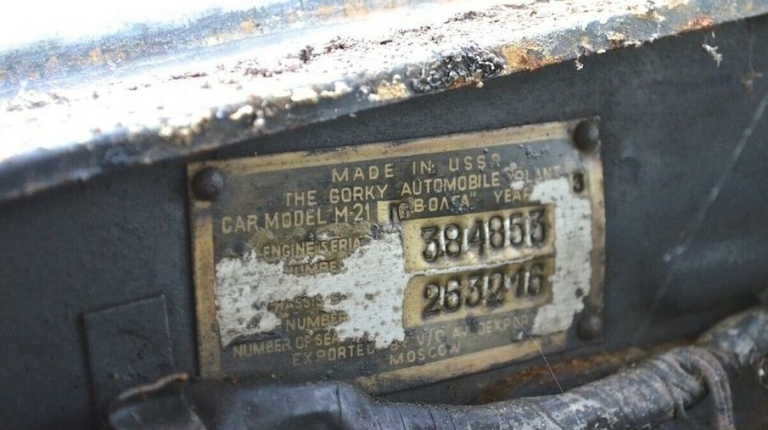 MADE IN USSR
THE GORKY AUTOMOBILE PLANT
CAR MODEL M-21 "ВОЛГА" YEAR
ENGINE SERIAL 384853
NUMBER
CHASSIS 263216
NUMBER
NUMBER OF SEA
EXPORTED BY V/O AVTOEXPORT
MOSCOW